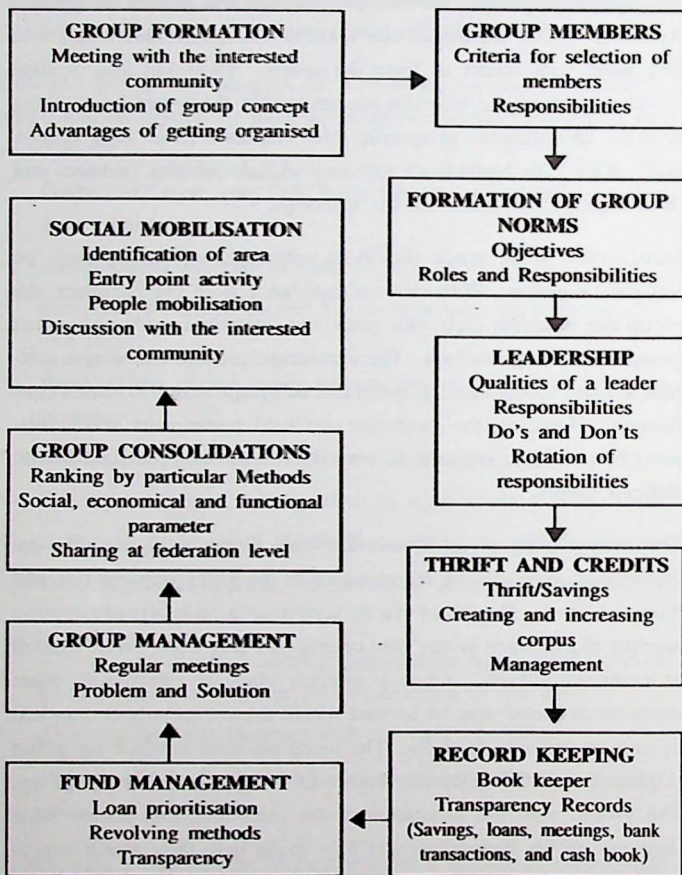 GROUP FORMATION
Meeting with the interested
community
Introduction of group concept
Advantages of getting organised
GROUP MEMBERS
Criteria for selection of
members
Responsibilities
FORMATION OF GROUP
NORMS
Objectives
Roles and Responsibilities
LEADERSHIP
Qualities of a leader
Responsibilities
Do's and Don'ts
Rotation of
responsibilities
THRIFT AND CREDITS
Thrift/Savings
Creating and increasing
corpus
Management
RECORD KEEPING
Book keeper
Transparency Records
(Savings, loans, meetings, bank
transactions, and cash book)
FUND MANAGEMENT
Loan prioritisation
Revolving methods
Transparency
GROUP MANAGEMENT
Regular meetings
Problem and Solution
GROUP CONSOLIDATIONS
Ranking by particular Methods
Social, economical and functional
parameter
Sharing at federation level
SOCIAL MOBILISATION
Identification of area
Entry point activity
People mobilisation
Discussion with the interested
community